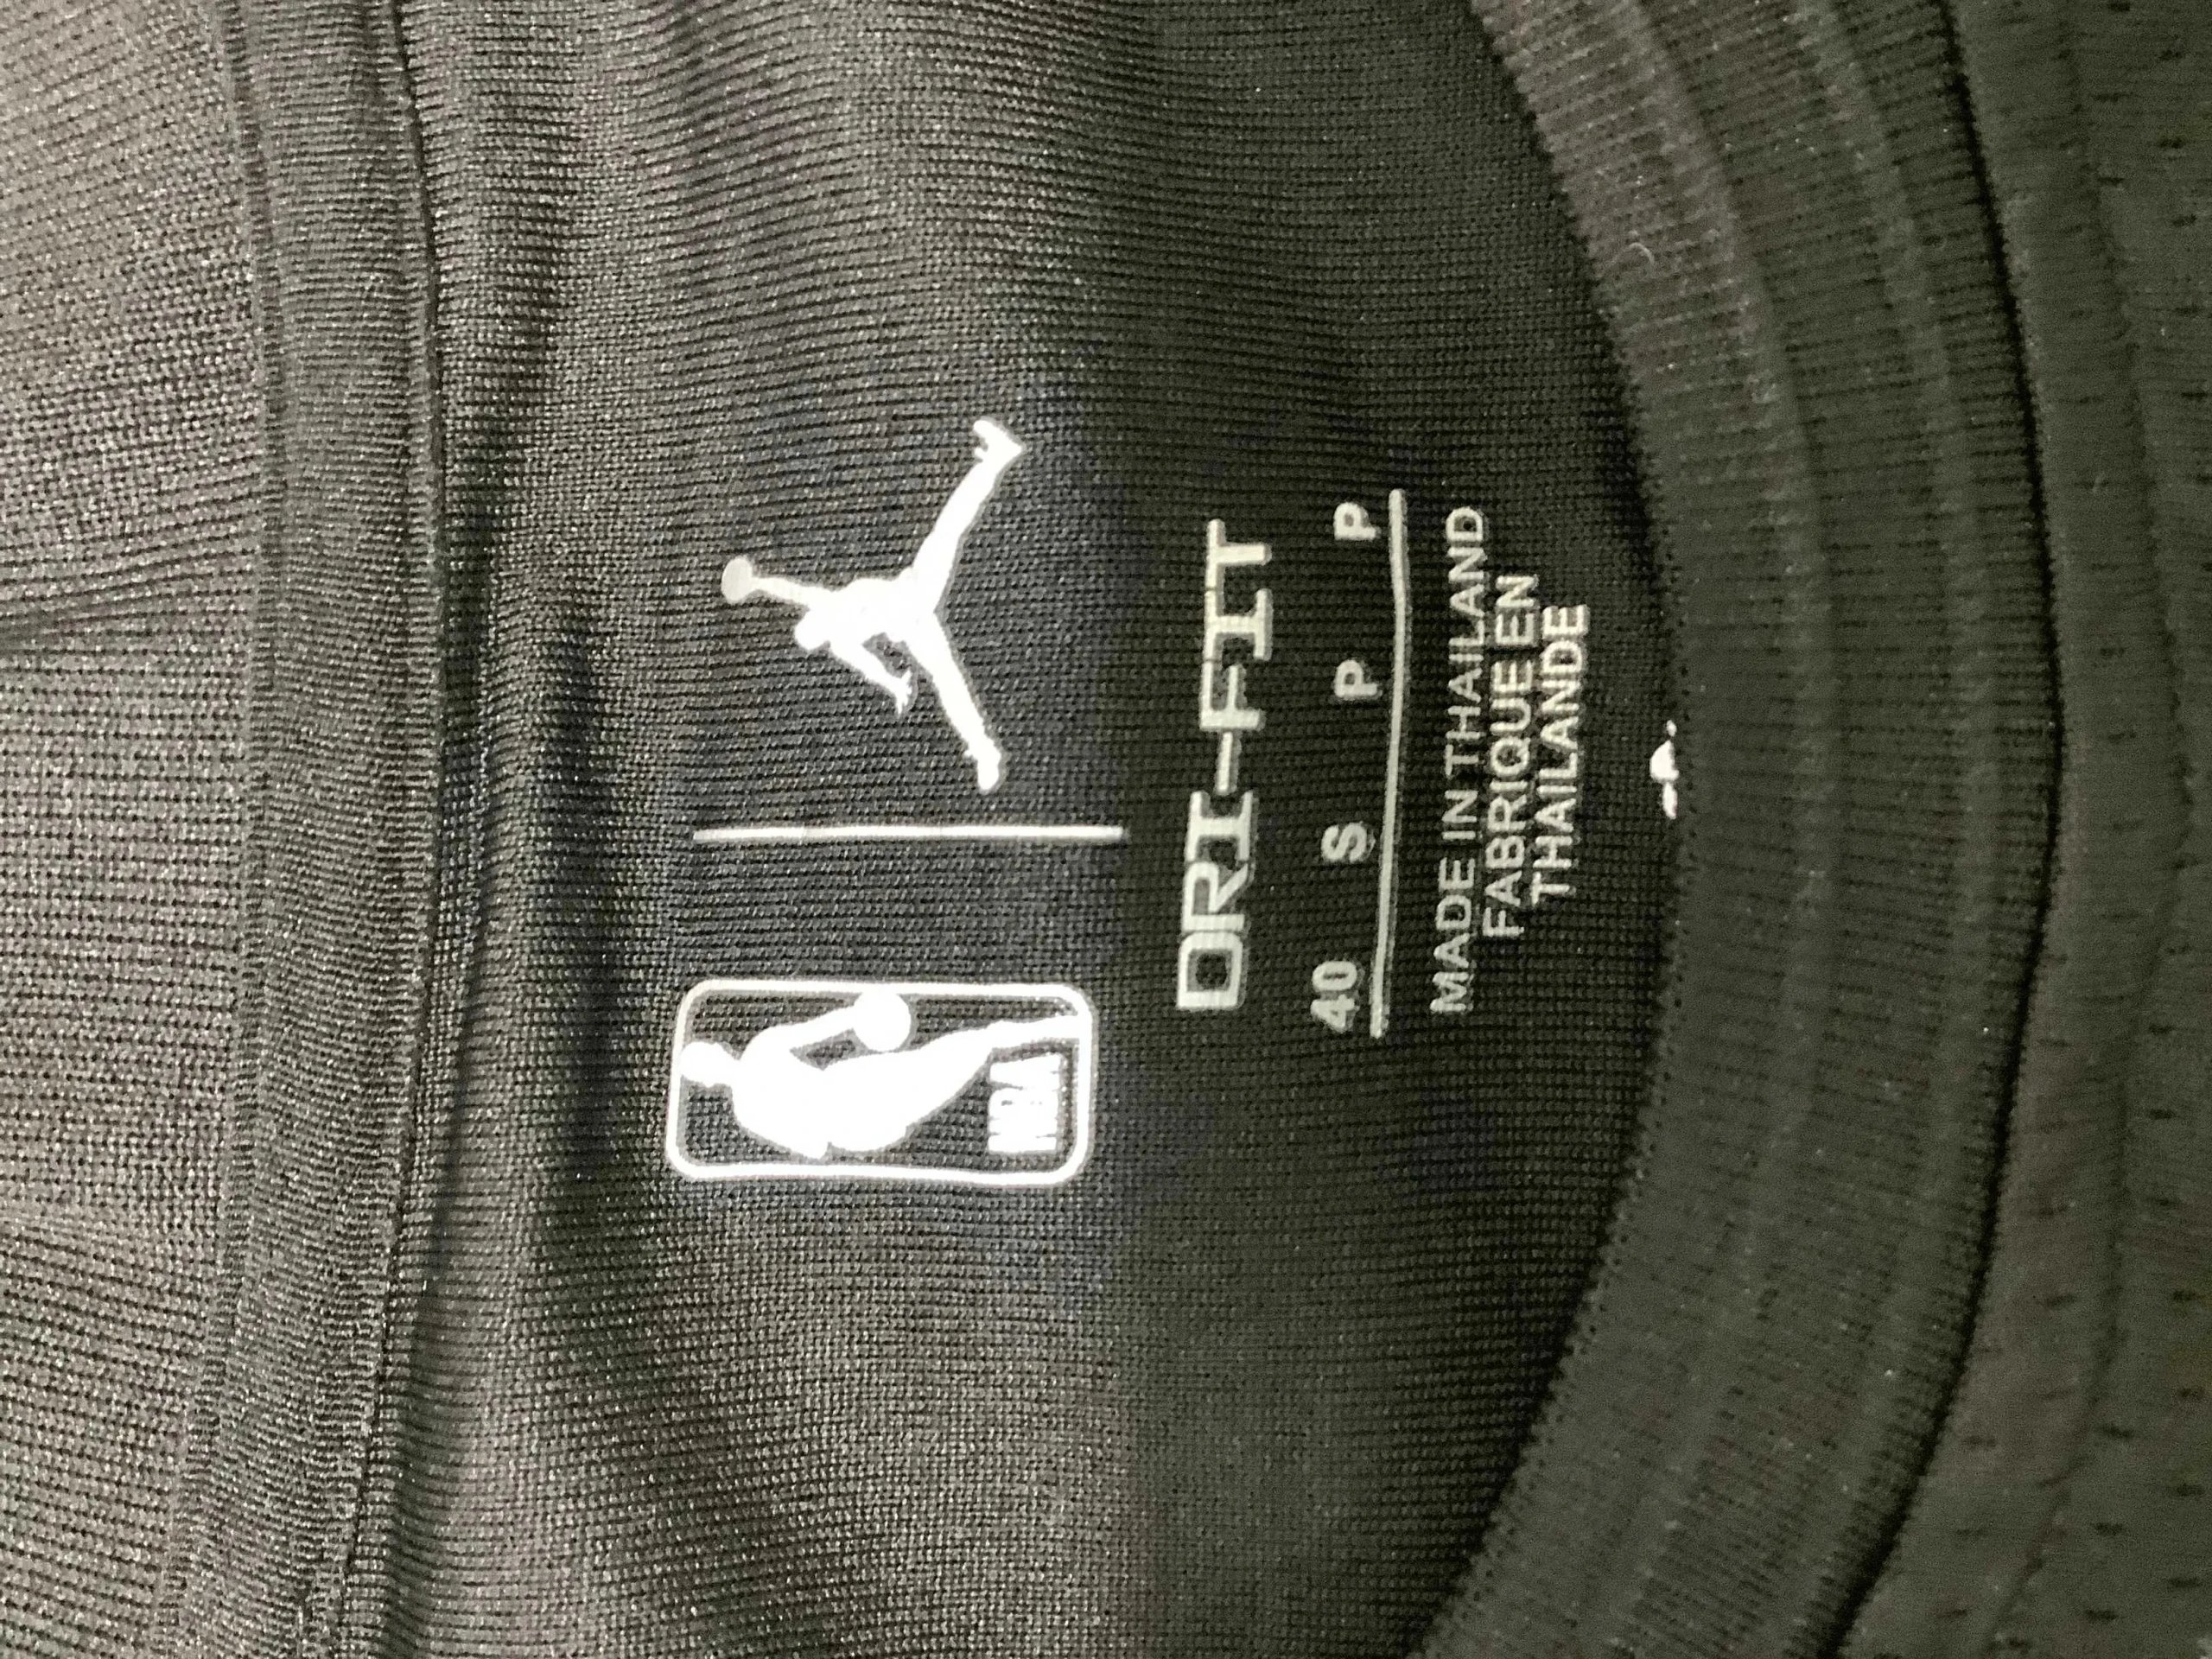 NBA
DRI-FIT
40 S P P
MADE IN THAILAND
FABRIQUE EN
THAILANDE